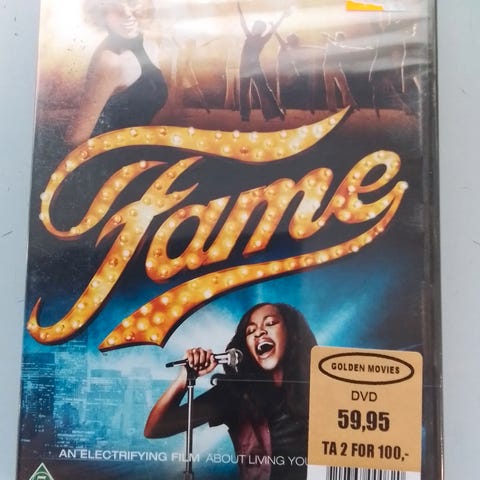 Fame
GOLDEN MOVIES
DVD
59,95
TA 2 FOR 100,-
AN ELECTRIFYING FILM ABOUT LIVING YOU